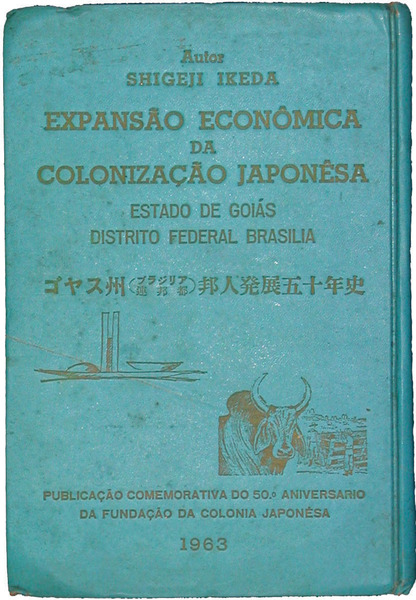 Autor
SHIGEJI IKEDA
EXPANSÃO ECONÔMICA
DA
COLONIZAÇÃO JAPONÊSA
ESTADO DE GOIÁS
DISTRITO FEDERAL BRASILIA
ゴヤス州(ブラジリア連邦都)邦人発展五十年史
PUBLICAÇÃO COMEMORATIVA DO 50.º ANIVERSARIO
DA FUNDAÇÃO DA COLONIA JAPONÊSA
1963